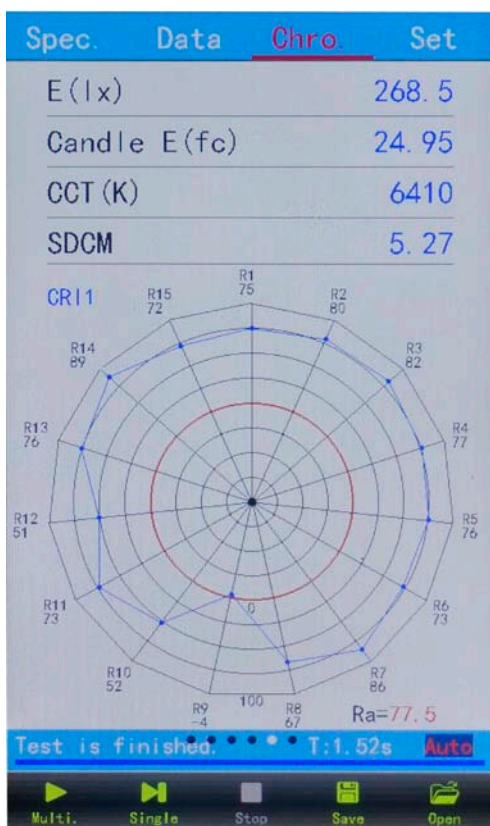 Spec. Data Chro. Set
E(lx) 268.5
Candle E(fc) 24.95
CCT(K) 6410
SDCM 5.27
CRI1
R1
75
R2
80
R3
82
R4
77
R5
76
R6
73
R7
86
R8
67
R9
-4
R10
52
R11
73
R12
51
R13
76
R14
89
R15
72
0
100
Ra=77.5
Test is finished. T:1.52s Auto
Multi. Single Stop Save Open